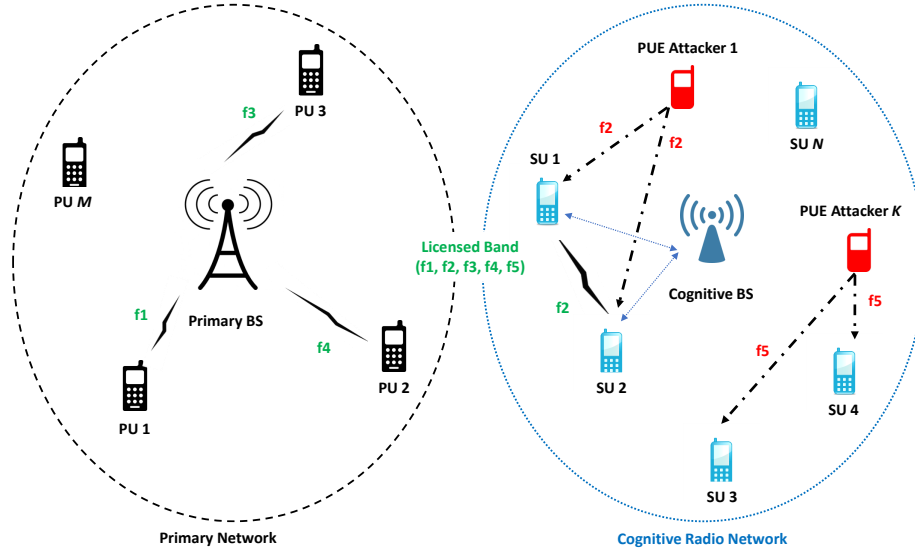 PUE Attacker 1
PU 3
f3
f2
f2
SU N
SU 1
PU M
PUE Attacker K
Licensed Band
(f1, f2, f3, f4, f5)
Cognitive BS
f1
Primary BS
f2
f5
f4
f5
SU 2
PU 2
SU 4
PU 1
SU 3
Primary Network
Cognitive Radio Network